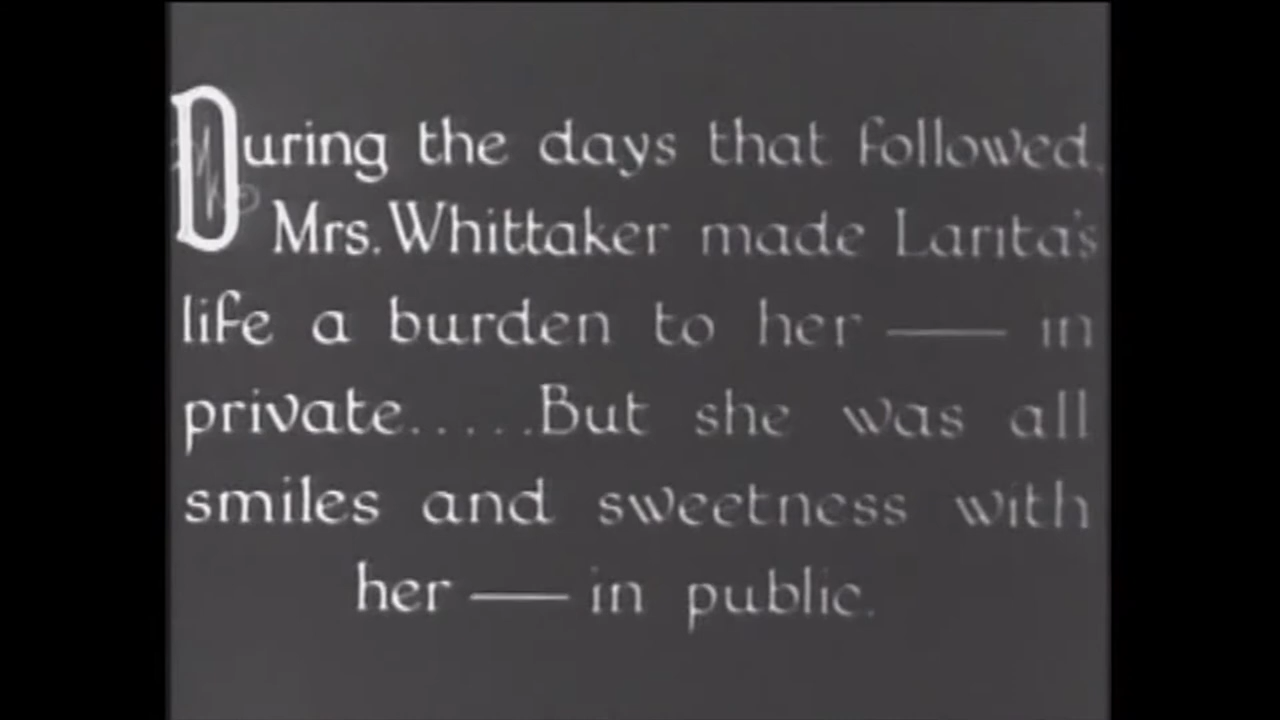 During the days that followed,
Mrs. Whittaker made Larita's
life a burden to her — in
private.....But she was all
smiles and sweetness with
her — in public.